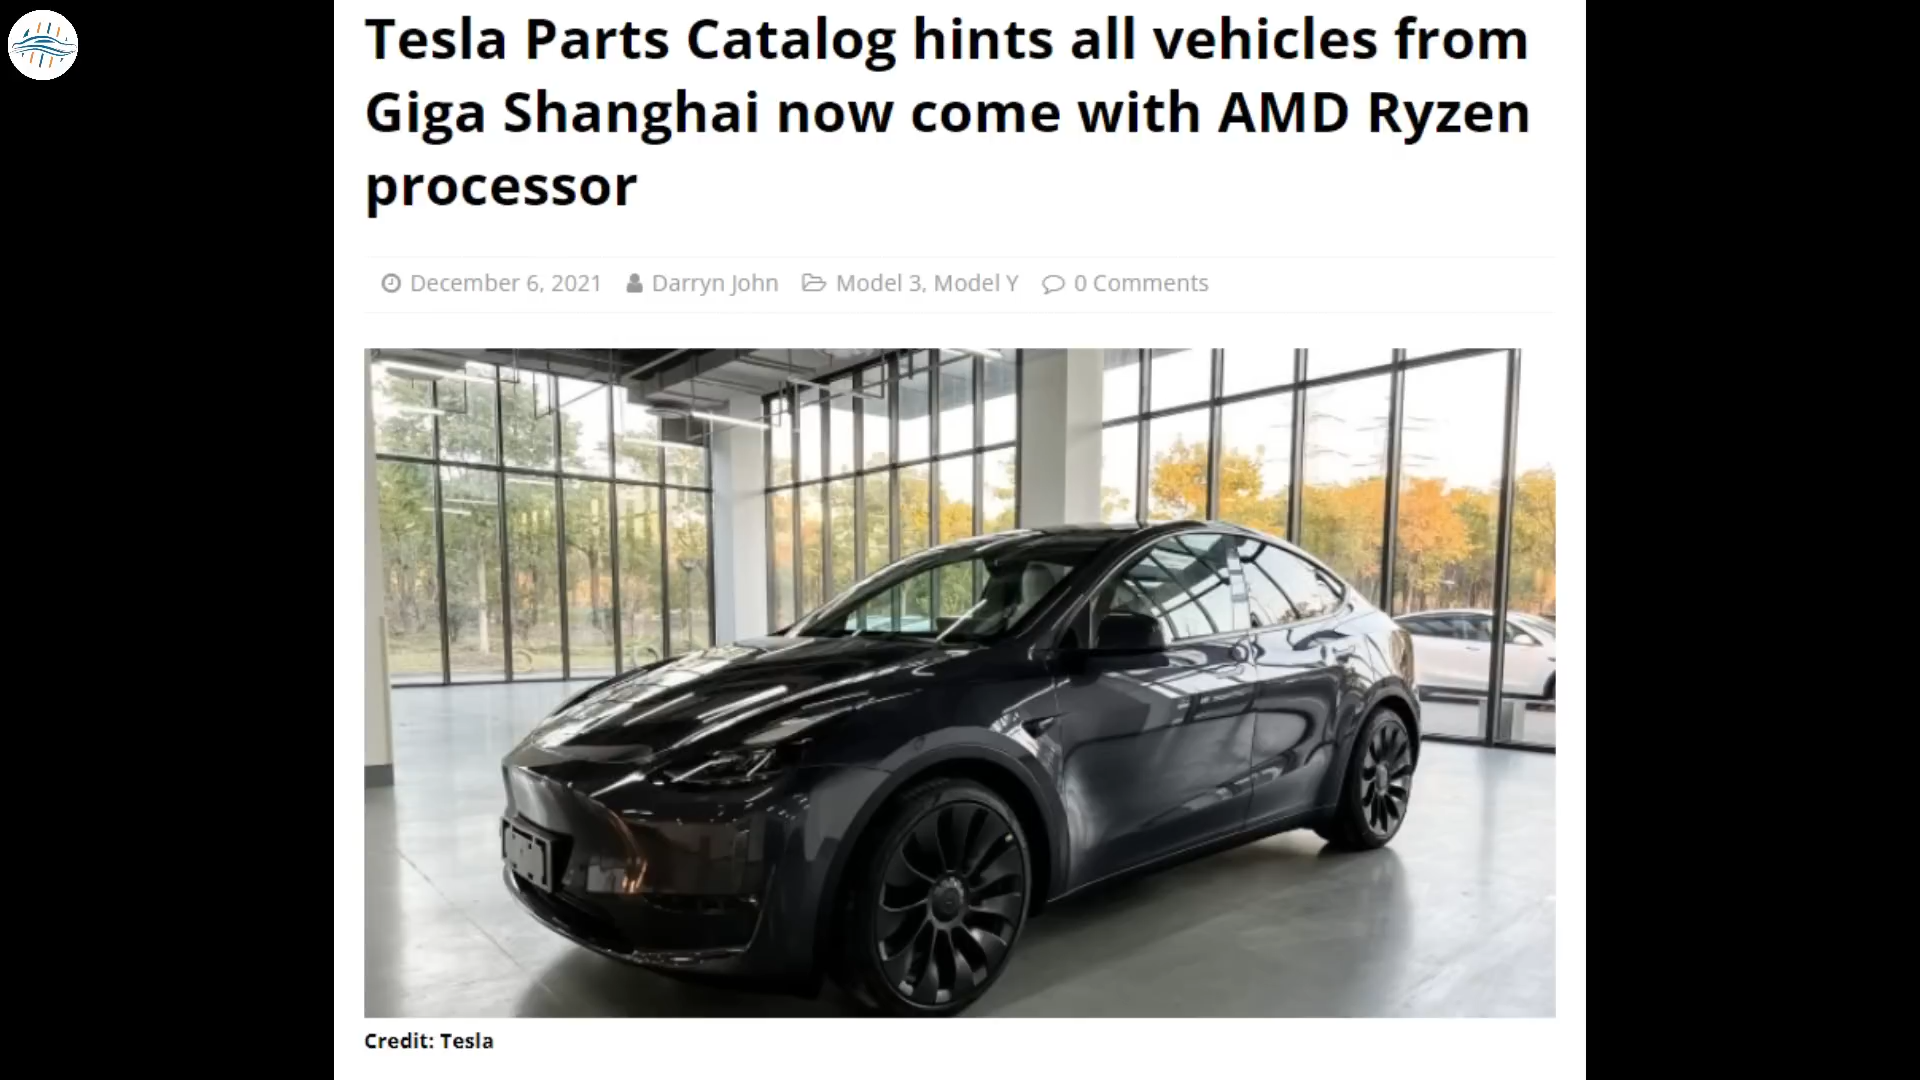 Tesla Parts Catalog hints all vehicles from
Giga Shanghai now come with AMD Ryzen
processor
December 6, 2021 Darryn John Model 3, Model Y 0 Comments
Credit: Tesla